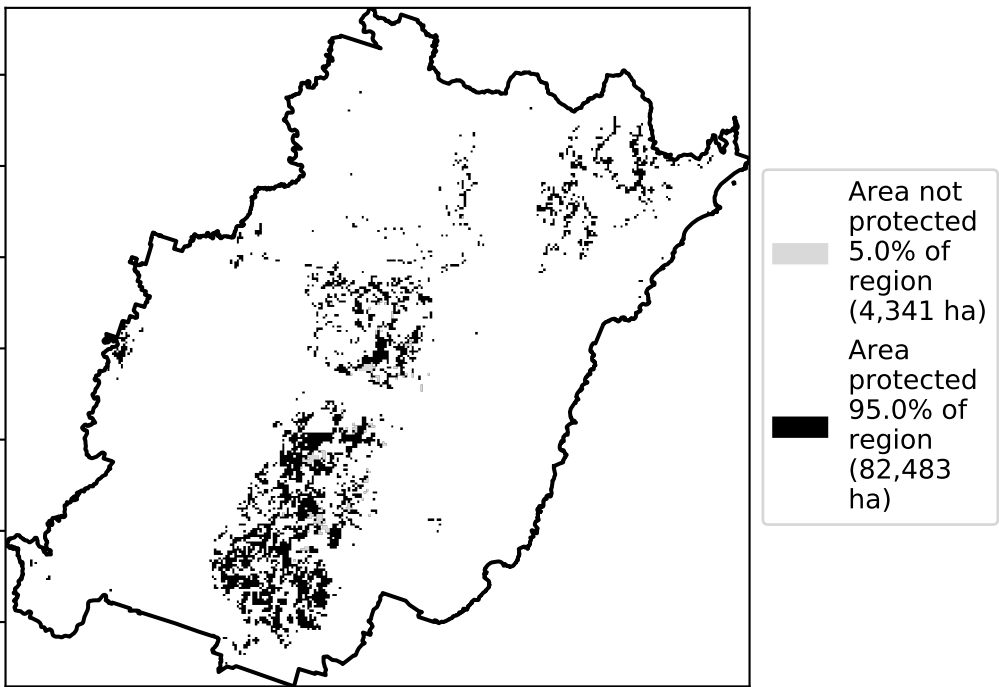 Area not
protected
5.0% of
region
(4,341 ha)
Area
protected
95.0% of
region
(82,483
ha)